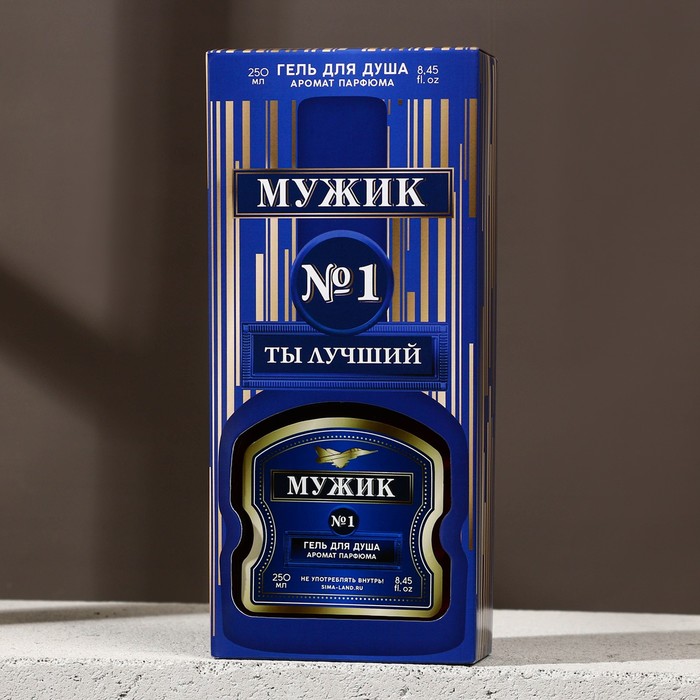 250 МЛ ГЕЛЬ ДЛЯ ДУША 8,45 fl. oz
АРОМАТ ПАРФЮМА
МУЖИК
№1
ТЫ ЛУЧШИЙ
МУЖИК
№1
ГЕЛЬ ДЛЯ ДУША
АРОМАТ ПАРФЮМА
250 МЛ НЕ УПОТРЕБЛЯТЬ ВНУТРЬ! 8,45 fl. oz
SIMA-LAND.RU